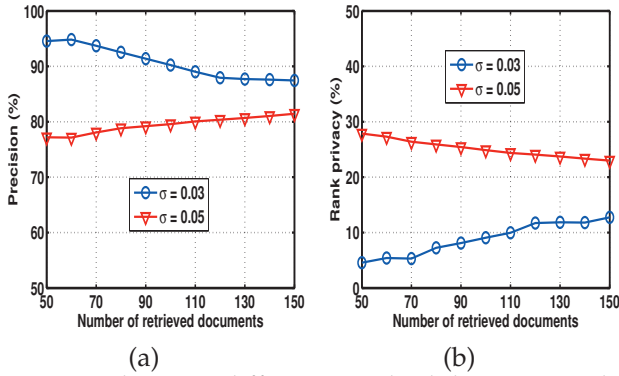 100
90
80
70
60
50
Precision (%)
σ = 0.03
σ = 0.05
50 70 90 110 130 150
Number of retrieved documents
(a)
50
40
30
20
10
0
Rank privacy (%)
σ = 0.03
σ = 0.05
50 70 90 110 130 150
Number of retrieved documents
(b)